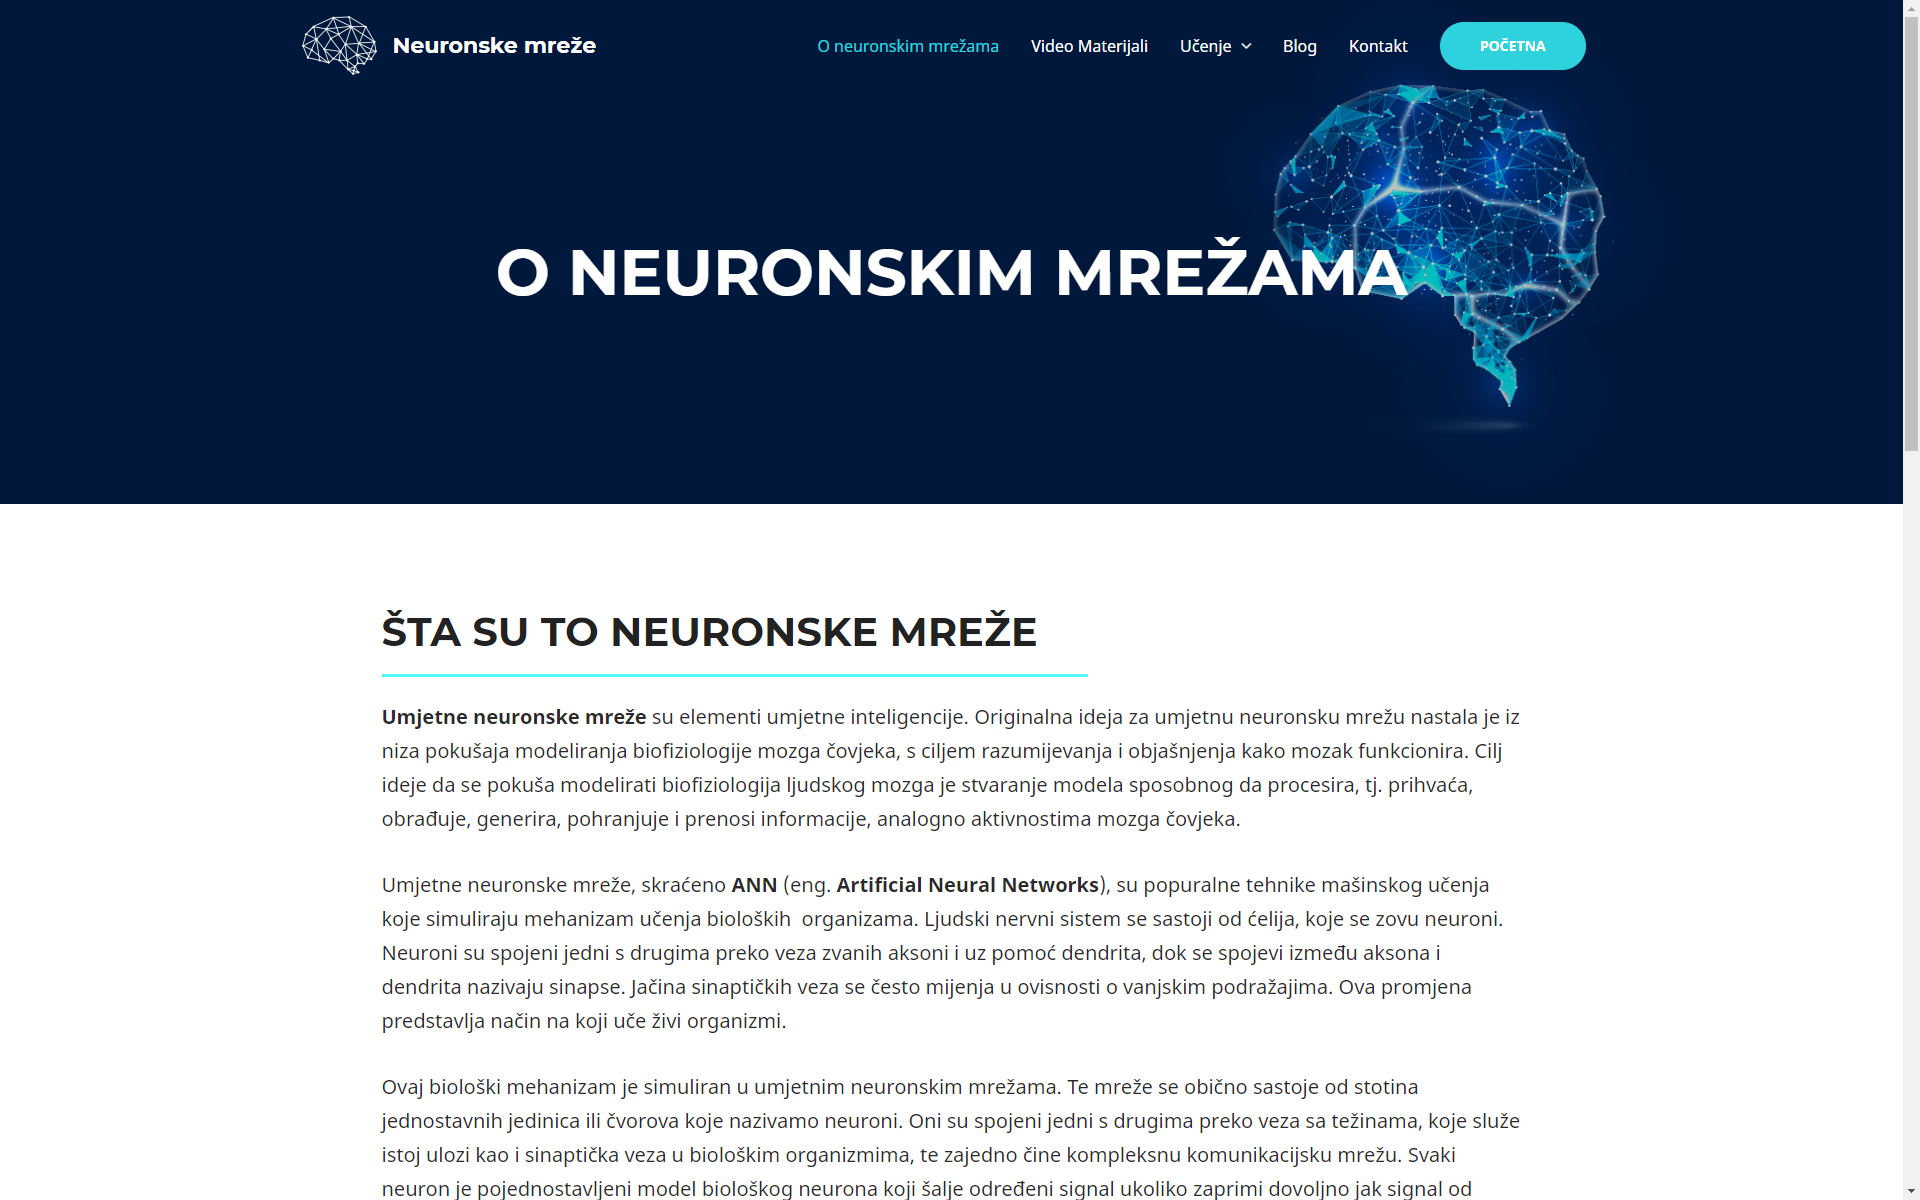 Neuronske mreže
O neuronskim mrežama
Video Materijali
Učenje
Blog
Kontakt
POČETNA
O NEURONSKIM MREŽAMA
ŠTA SU TO NEURONSKE MREŽE
Umjetne neuronske mreže su elementi umjetne inteligencije. Originalna ideja za umjetnu neuronsku mrežu nastala je iz
niza pokušaja modeliranja biofiziologije mozga čovjeka, s ciljem razumijevanja i objašnjenja kako mozak funkcionira. Cilj
ideje da se pokuša modelirati biofiziologija ljudskog mozga je stvaranje modela sposobnog da procesira, tj. prihvaća,
obrađuje, generira, pohranjuje i prenosi informacije, analogno aktivnostima mozga čovjeka.
Umjetne neuronske mreže, skraćeno ANN (eng. Artificial Neural Networks), su popuralne tehnike mašinskog učenja
koje simuliraju mehanizam učenja bioloških  organizama. Ljudski nervni sistem se sastoji od ćelija, koje se zovu neuroni.
Neuroni su spojeni jedni s drugima preko veza zvanih aksoni i uz pomoć dendrita, dok se spojevi između aksona i
dendrita nazivaju sinapse. Jačina sinaptičkih veza se često mijenja u ovisnosti o vanjskim podražajima. Ova promjena
predstavlja način na koji uče živi organizmi.
Ovaj biološki mehanizam je simuliran u umjetnim neuronskim mrežama. Te mreže se obično sastoje od stotina
jednostavnih jedinica ili čvorova koje nazivamo neuroni. Oni su spojeni jedni s drugima preko veza sa težinama, koje služe
istoj ulozi kao i sinaptička veza u biološkim organizmima, te zajedno čine kompleksnu komunikacijsku mrežu. Svaki
neuron je pojednostavljeni model biološkog neurona koji šalje određeni signal ukoliko zaprimi dovoljno jak signal od